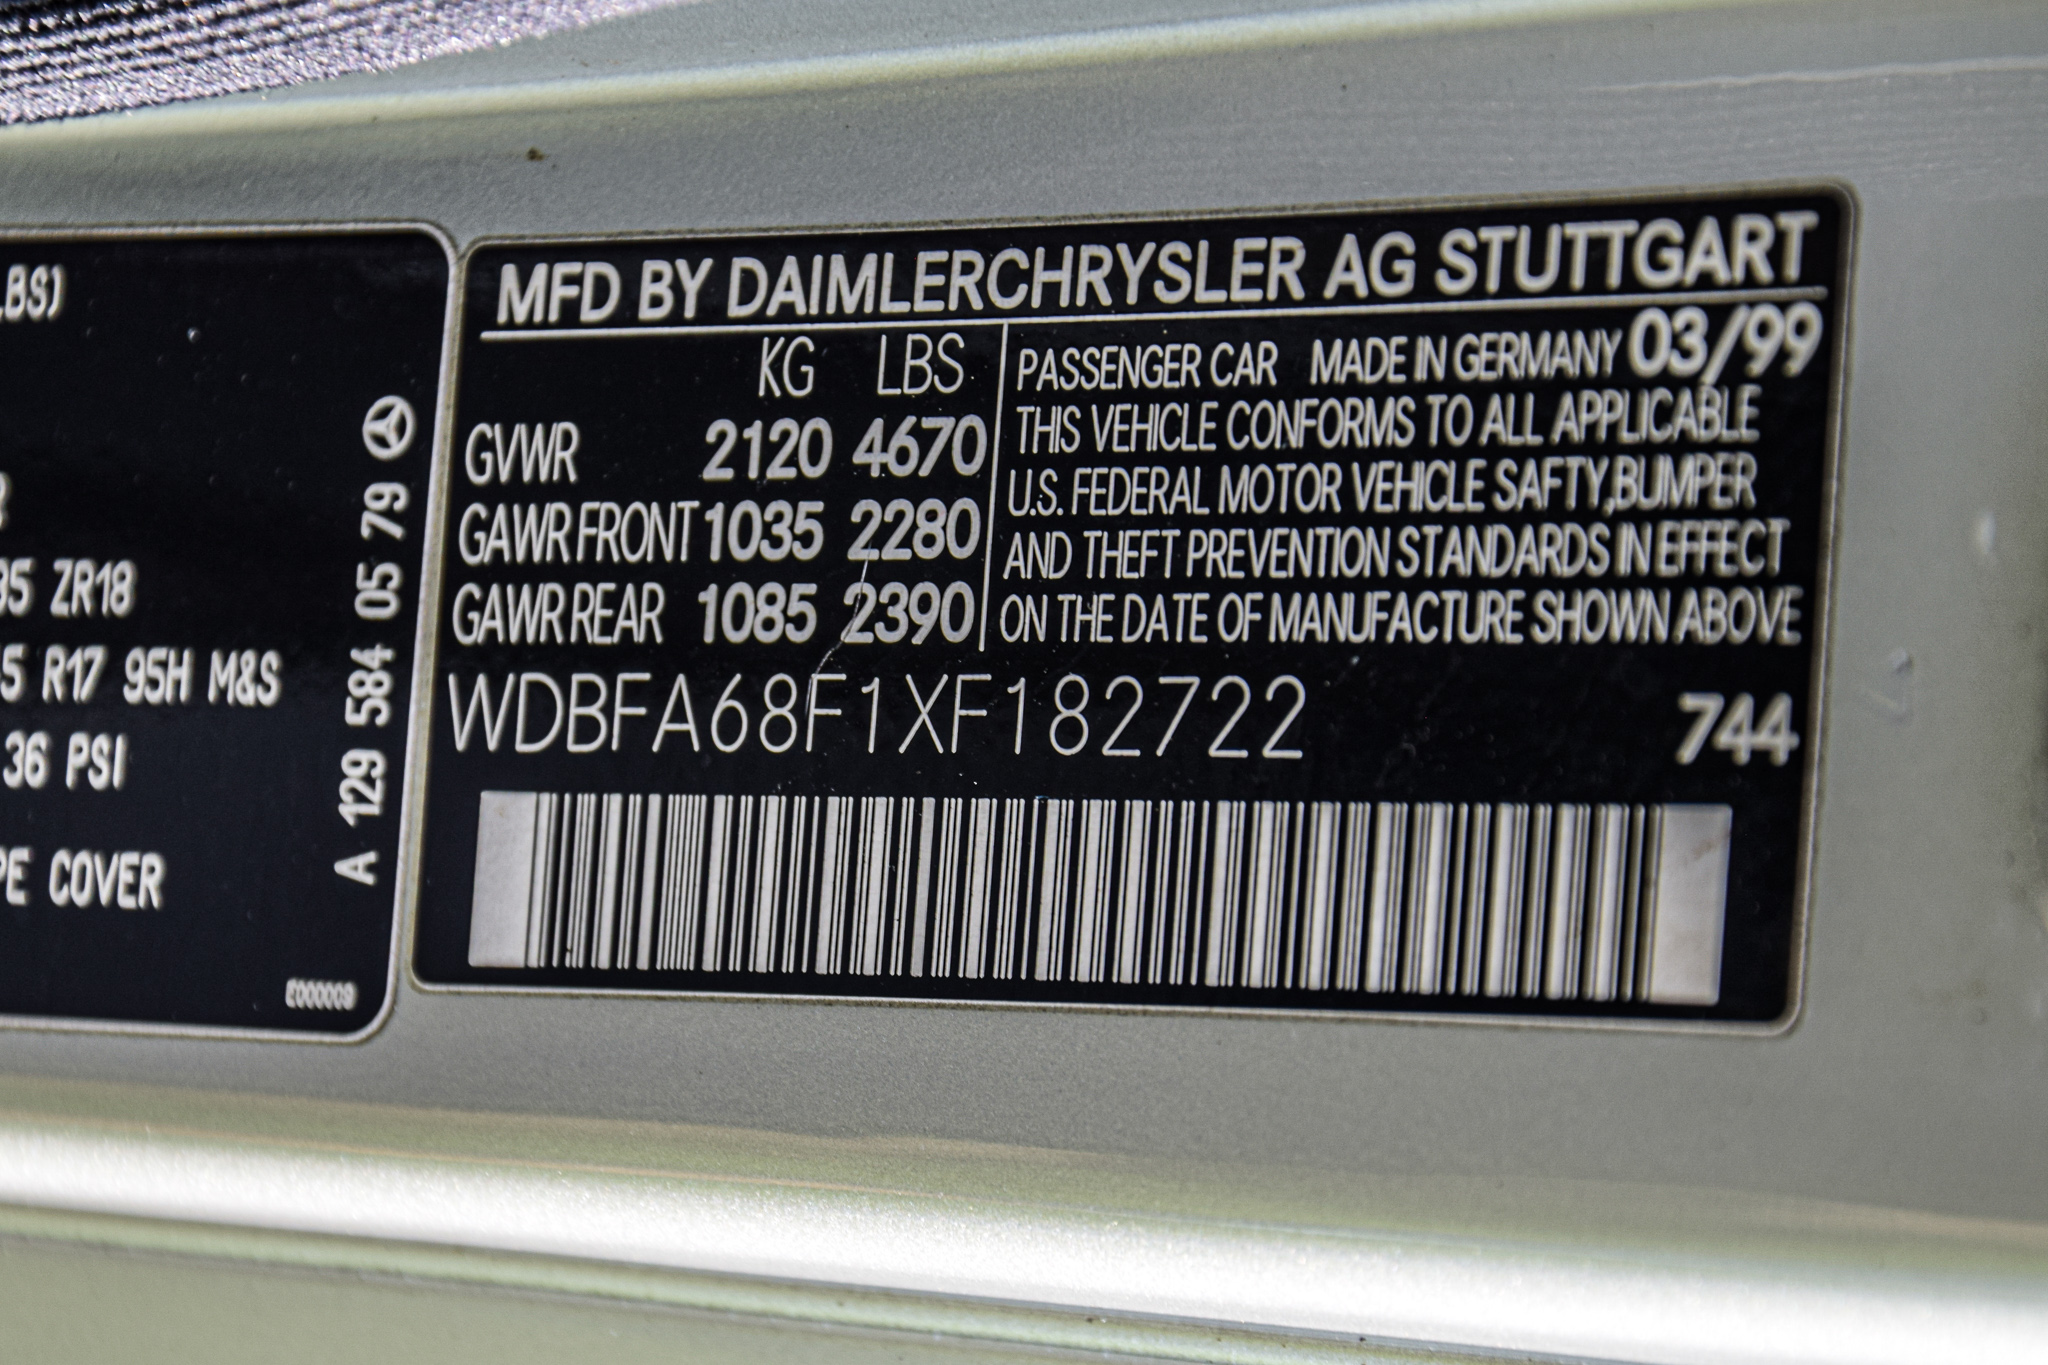 LBS)
R
35 ZR18
45 R17 95H M&S
36 PSI
PE COVER
A 129 584 05 79
MFD BY DAIMLERCHRYSLER AG STUTTGART
KG LBS
GVWR 2120 4670
GAWR FRONT 1035 2280
GAWR REAR 1085 2390
PASSENGER CAR MADE IN GERMANY 03/99
THIS VEHICLE CONFORMS TO ALL APPLICABLE
U.S. FEDERAL MOTOR VEHICLE SAFTY,BUMPER
AND THEFT PREVENTION STANDARDS IN EFFECT
ON THE DATE OF MANUFACTURE SHOWN ABOVE
WDBFA68F1XF182722 744